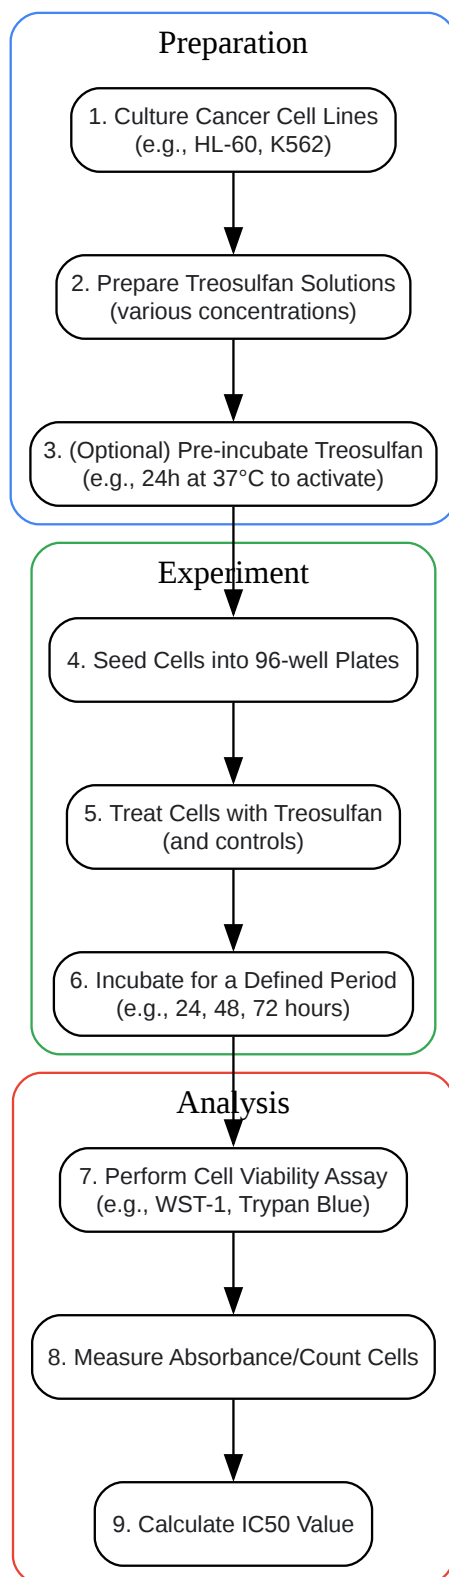 Preparation
1. Culture Cancer Cell Lines
(e.g., HL-60, K562)
2. Prepare Treosulfan Solutions
(various concentrations)
3. (Optional) Pre-incubate Treosulfan
(e.g., 24h at 37°C to activate)
Experiment
4. Seed Cells into 96-well Plates
5. Treat Cells with Treosulfan
(and controls)
6. Incubate for a Defined Period
(e.g., 24, 48, 72 hours)
Analysis
7. Perform Cell Viability Assay
(e.g., WST-1, Trypan Blue)
8. Measure Absorbance/Count Cells
9. Calculate IC50 Value